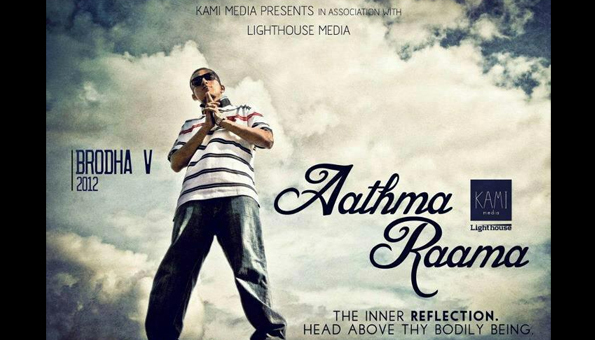 KAMI MEDIA PRESENTS IN ASSOCIATION WITH
LIGHTHOUSE MEDIA
BRODHA V
2012
Aathma
Raama
KAMI
media
Lighthouse
THE INNER REFLECTION.
HEAD ABOVE THY BODILY BEING.